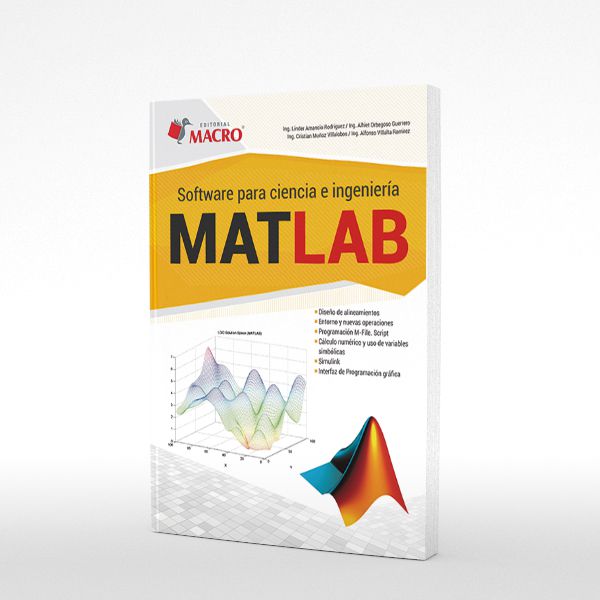 EDITORIAL
MACRO
Ing. Linder Amancio Rodríguez / Ing. Alhiet Orbegoso Guerrero
Ing. Cristian Muñoz Villalobos / Ing. Alfonso Villalta Ramírez
Software para ciencia e ingeniería
MATLAB
Diseño de alineamientos
Entorno y nuevas operaciones
Programación M-File. Script
Cálculo numérico y uso de variables
simbólicas
Simulink
Interfaz de Programación gráfica
X
Y